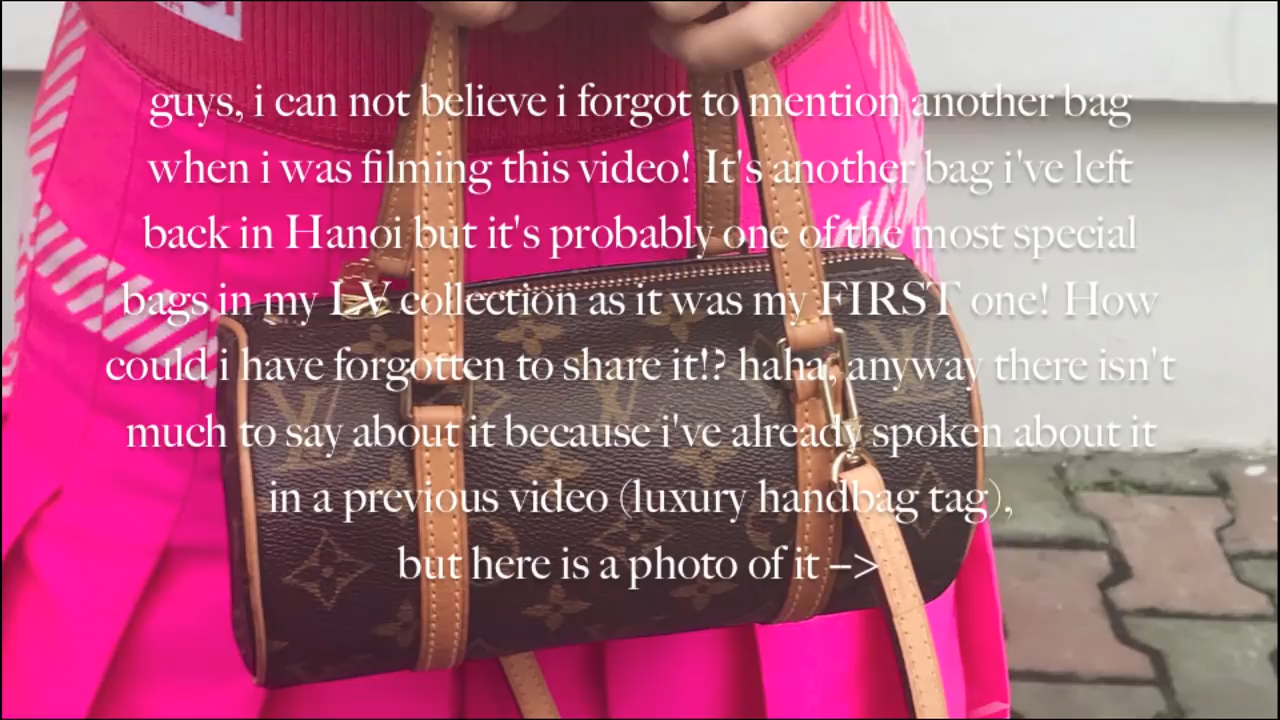 guys, i can not believe i forgot to mention another bag
when i was filming this video! It's another bag i've left
back in Hanoi but it's probably one of the most special
bags in my LV collection as it was my FIRST one! How
could i have forgotten to share it!? haha, anyway there isn't
much to say about it because i've already spoken about it
in a previous video (luxury handbag tag),
but here is a photo of it -->